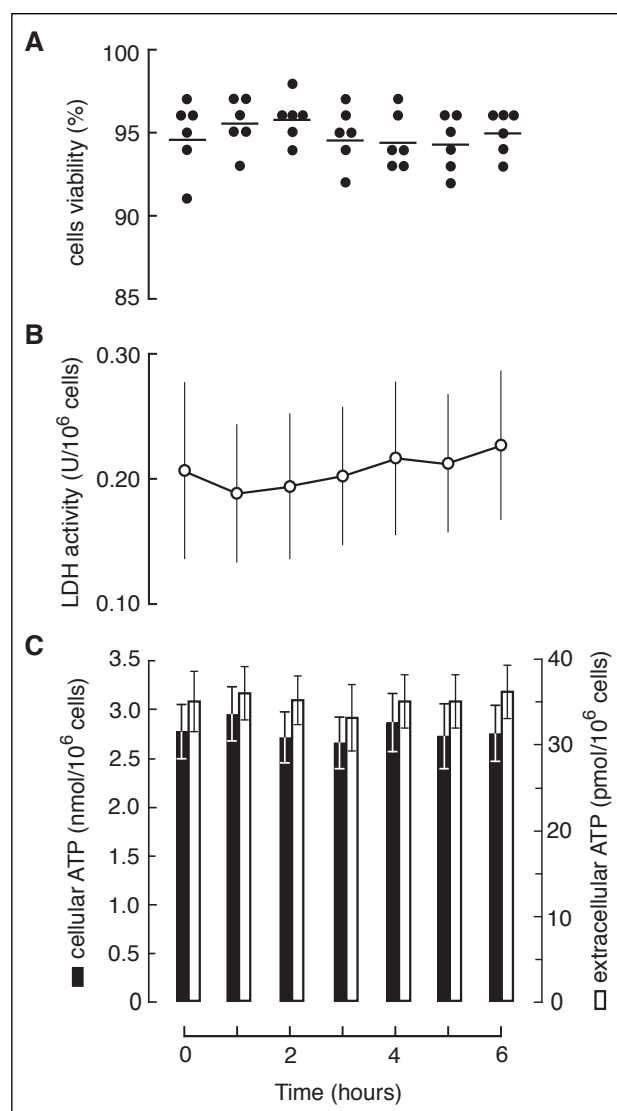 A
100
95
90
85
cells viability (%)
B
0.30
0.20
0.10
LDH activity (U/10⁶ cells)
C
3.5
3.0
2.5
2.0
1.5
1.0
0.5
0
cellular ATP (nmol/10⁶ cells)
40
30
20
10
0
extracellular ATP (pmol/10⁶ cells)
0 2 4 6
Time (hours)